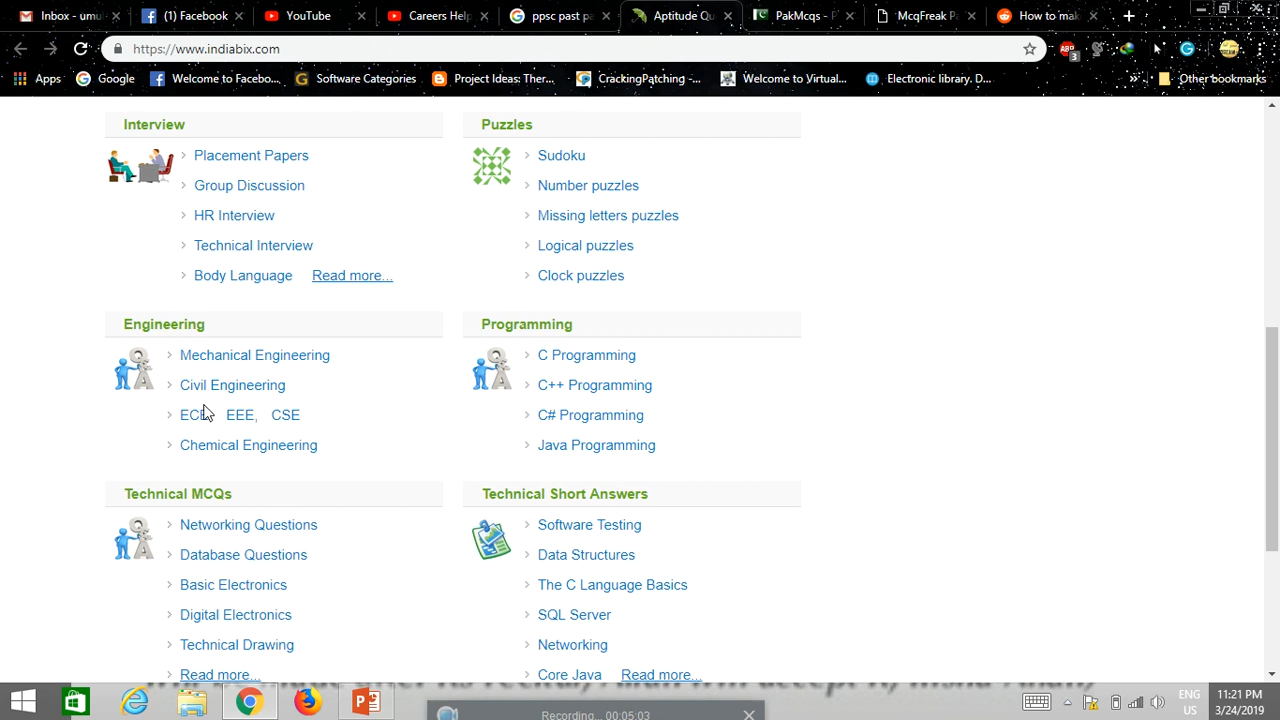 Inbox - umu
(1) Facebook
YouTube
Careers Help
ppsc past pa
Aptitude Qu
PakMcqs - P
McqFreak Pa
How to mak
https://www.indiabix.com
ABP
3
Apps
Google
Welcome to Facebo...
Software Categories
Project Ideas: Ther...
CrackingPatching -...
Welcome to Virtual...
Electronic library. D...
Other bookmarks
Interview
Placement Papers
Group Discussion
HR Interview
Technical Interview
Body Language Read more...
Puzzles
Sudoku
Number puzzles
Missing letters puzzles
Logical puzzles
Clock puzzles
Engineering
Mechanical Engineering
Civil Engineering
ECE, EEE, CSE
Chemical Engineering
Programming
C Programming
C++ Programming
C# Programming
Java Programming
Technical MCQs
Networking Questions
Database Questions
Basic Electronics
Digital Electronics
Technical Drawing
Read more...
Technical Short Answers
Software Testing
Data Structures
The C Language Basics
SQL Server
Networking
Core Java Read more...
ENG
US
11:21 PM
3/24/2019
Recording... 00:05:03